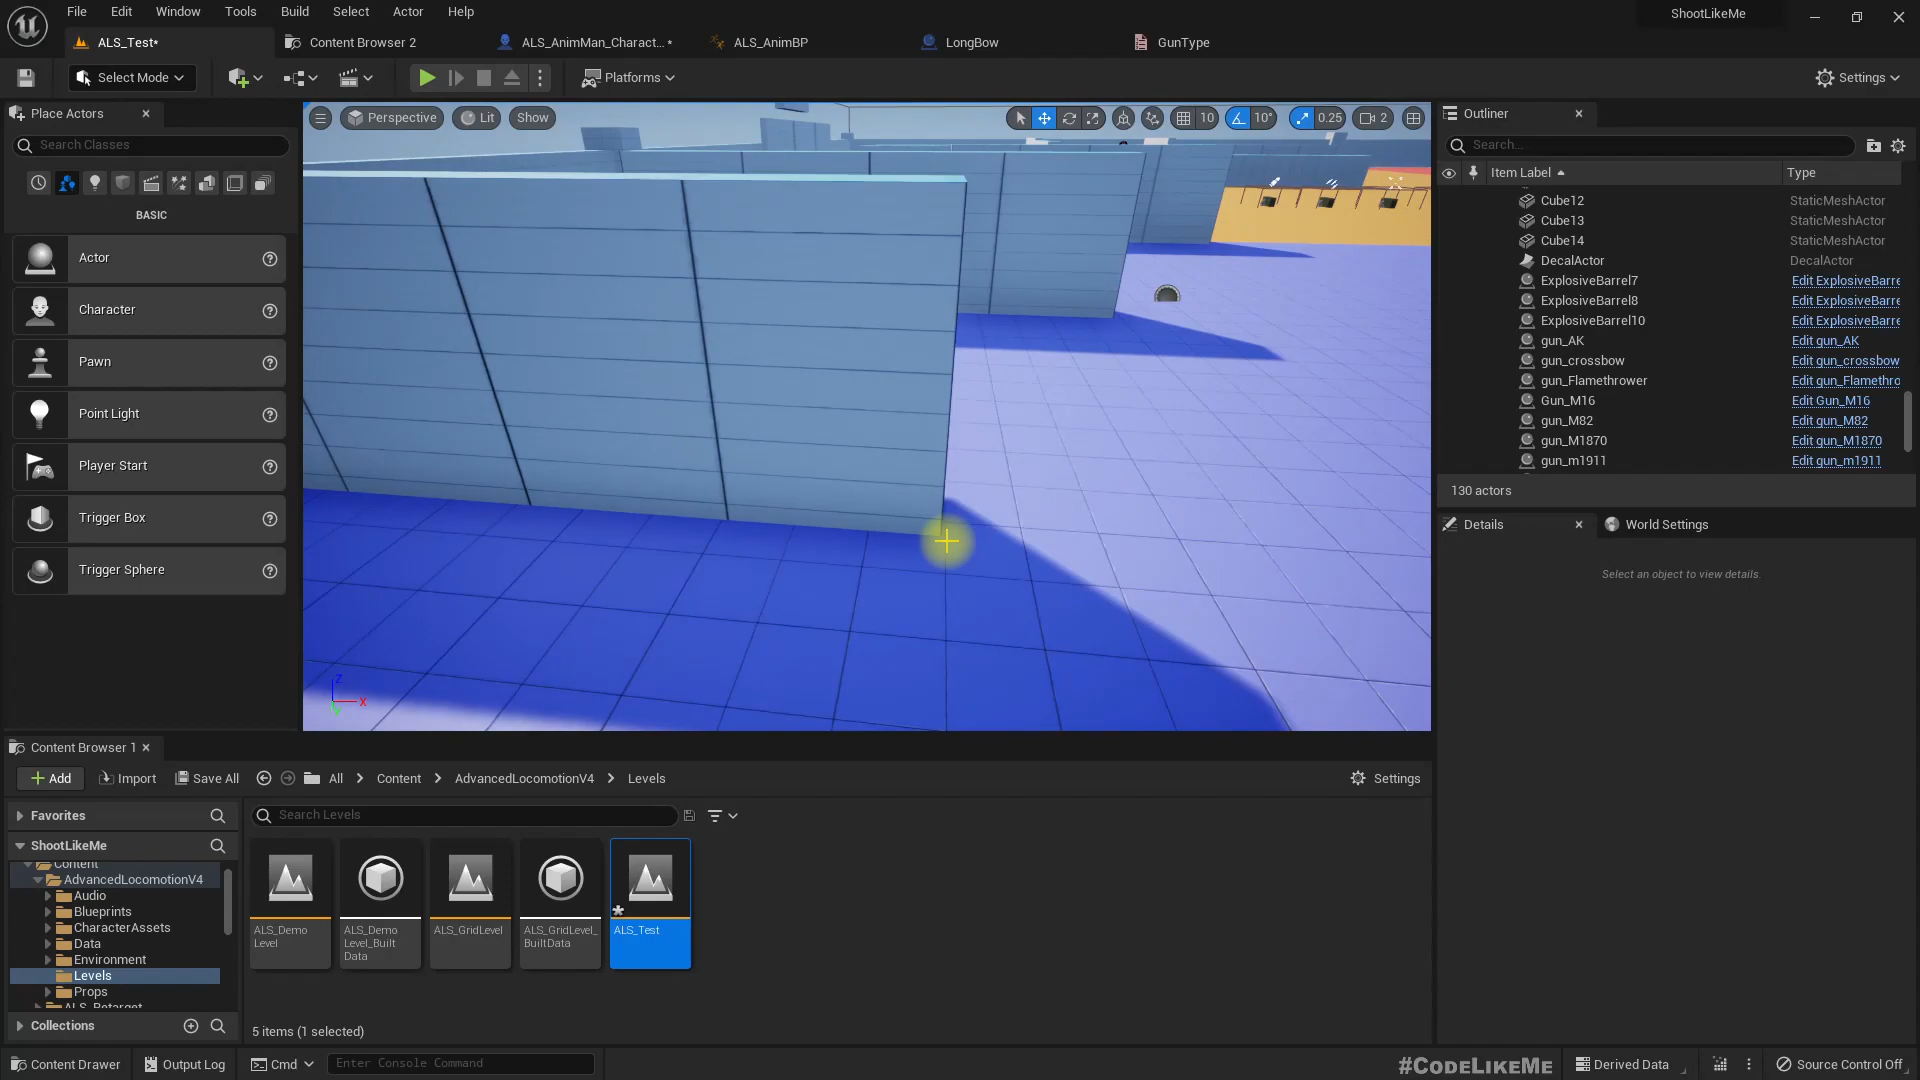 File Edit Window Tools Build Select Actor Help
ShootLikeMe
ALS_Test*
Content Browser 2
ALS_AnimMan_Charact... *
ALS_AnimBP
LongBow
GunType
Select Mode
Platforms
Settings
Place Actors
Search Classes
BASIC
Actor
Character
Pawn
Point Light
Player Start
Trigger Box
Trigger Sphere
Perspective
Lit
Show
10
10°
0.25
2
Z
X
Y
Outliner
Search...
Item Label
Type
Cube12 StaticMeshActor
Cube13 StaticMeshActor
Cube14 StaticMeshActor
DecalActor DecalActor
ExplosiveBarrel7 Edit ExplosiveBarre
ExplosiveBarrel8 Edit ExplosiveBarre
ExplosiveBarrel10 Edit ExplosiveBarre
gun_AK Edit gun_AK
gun_crossbow Edit gun_crossbow
gun_Flamethrower Edit gun_Flamethro
Gun_M16 Edit Gun_M16
gun_M82 Edit gun_M82
gun_M1870 Edit gun_M1870
gun_m1911 Edit gun_m1911
130 actors
Details
World Settings
Select an object to view details.
Content Browser 1
Add
Import
Save All
All
Content
AdvancedLocomotionV4
Levels
Settings
Favorites
ShootLikeMe
Content
AdvancedLocomotionV4
Audio
Blueprints
CharacterAssets
Data
Environment
Levels
Props
ALS_Retarget
Collections
Search Levels
ALS_Demo
Level
ALS_Demo
Level_Built
Data
ALS_GridLevel
ALS_GridLevel_
BuiltData
ALS_Test
5 items (1 selected)
Content Drawer
Output Log
Cmd
Enter Console Command
#CODELIKEME
Derived Data
Source Control Off